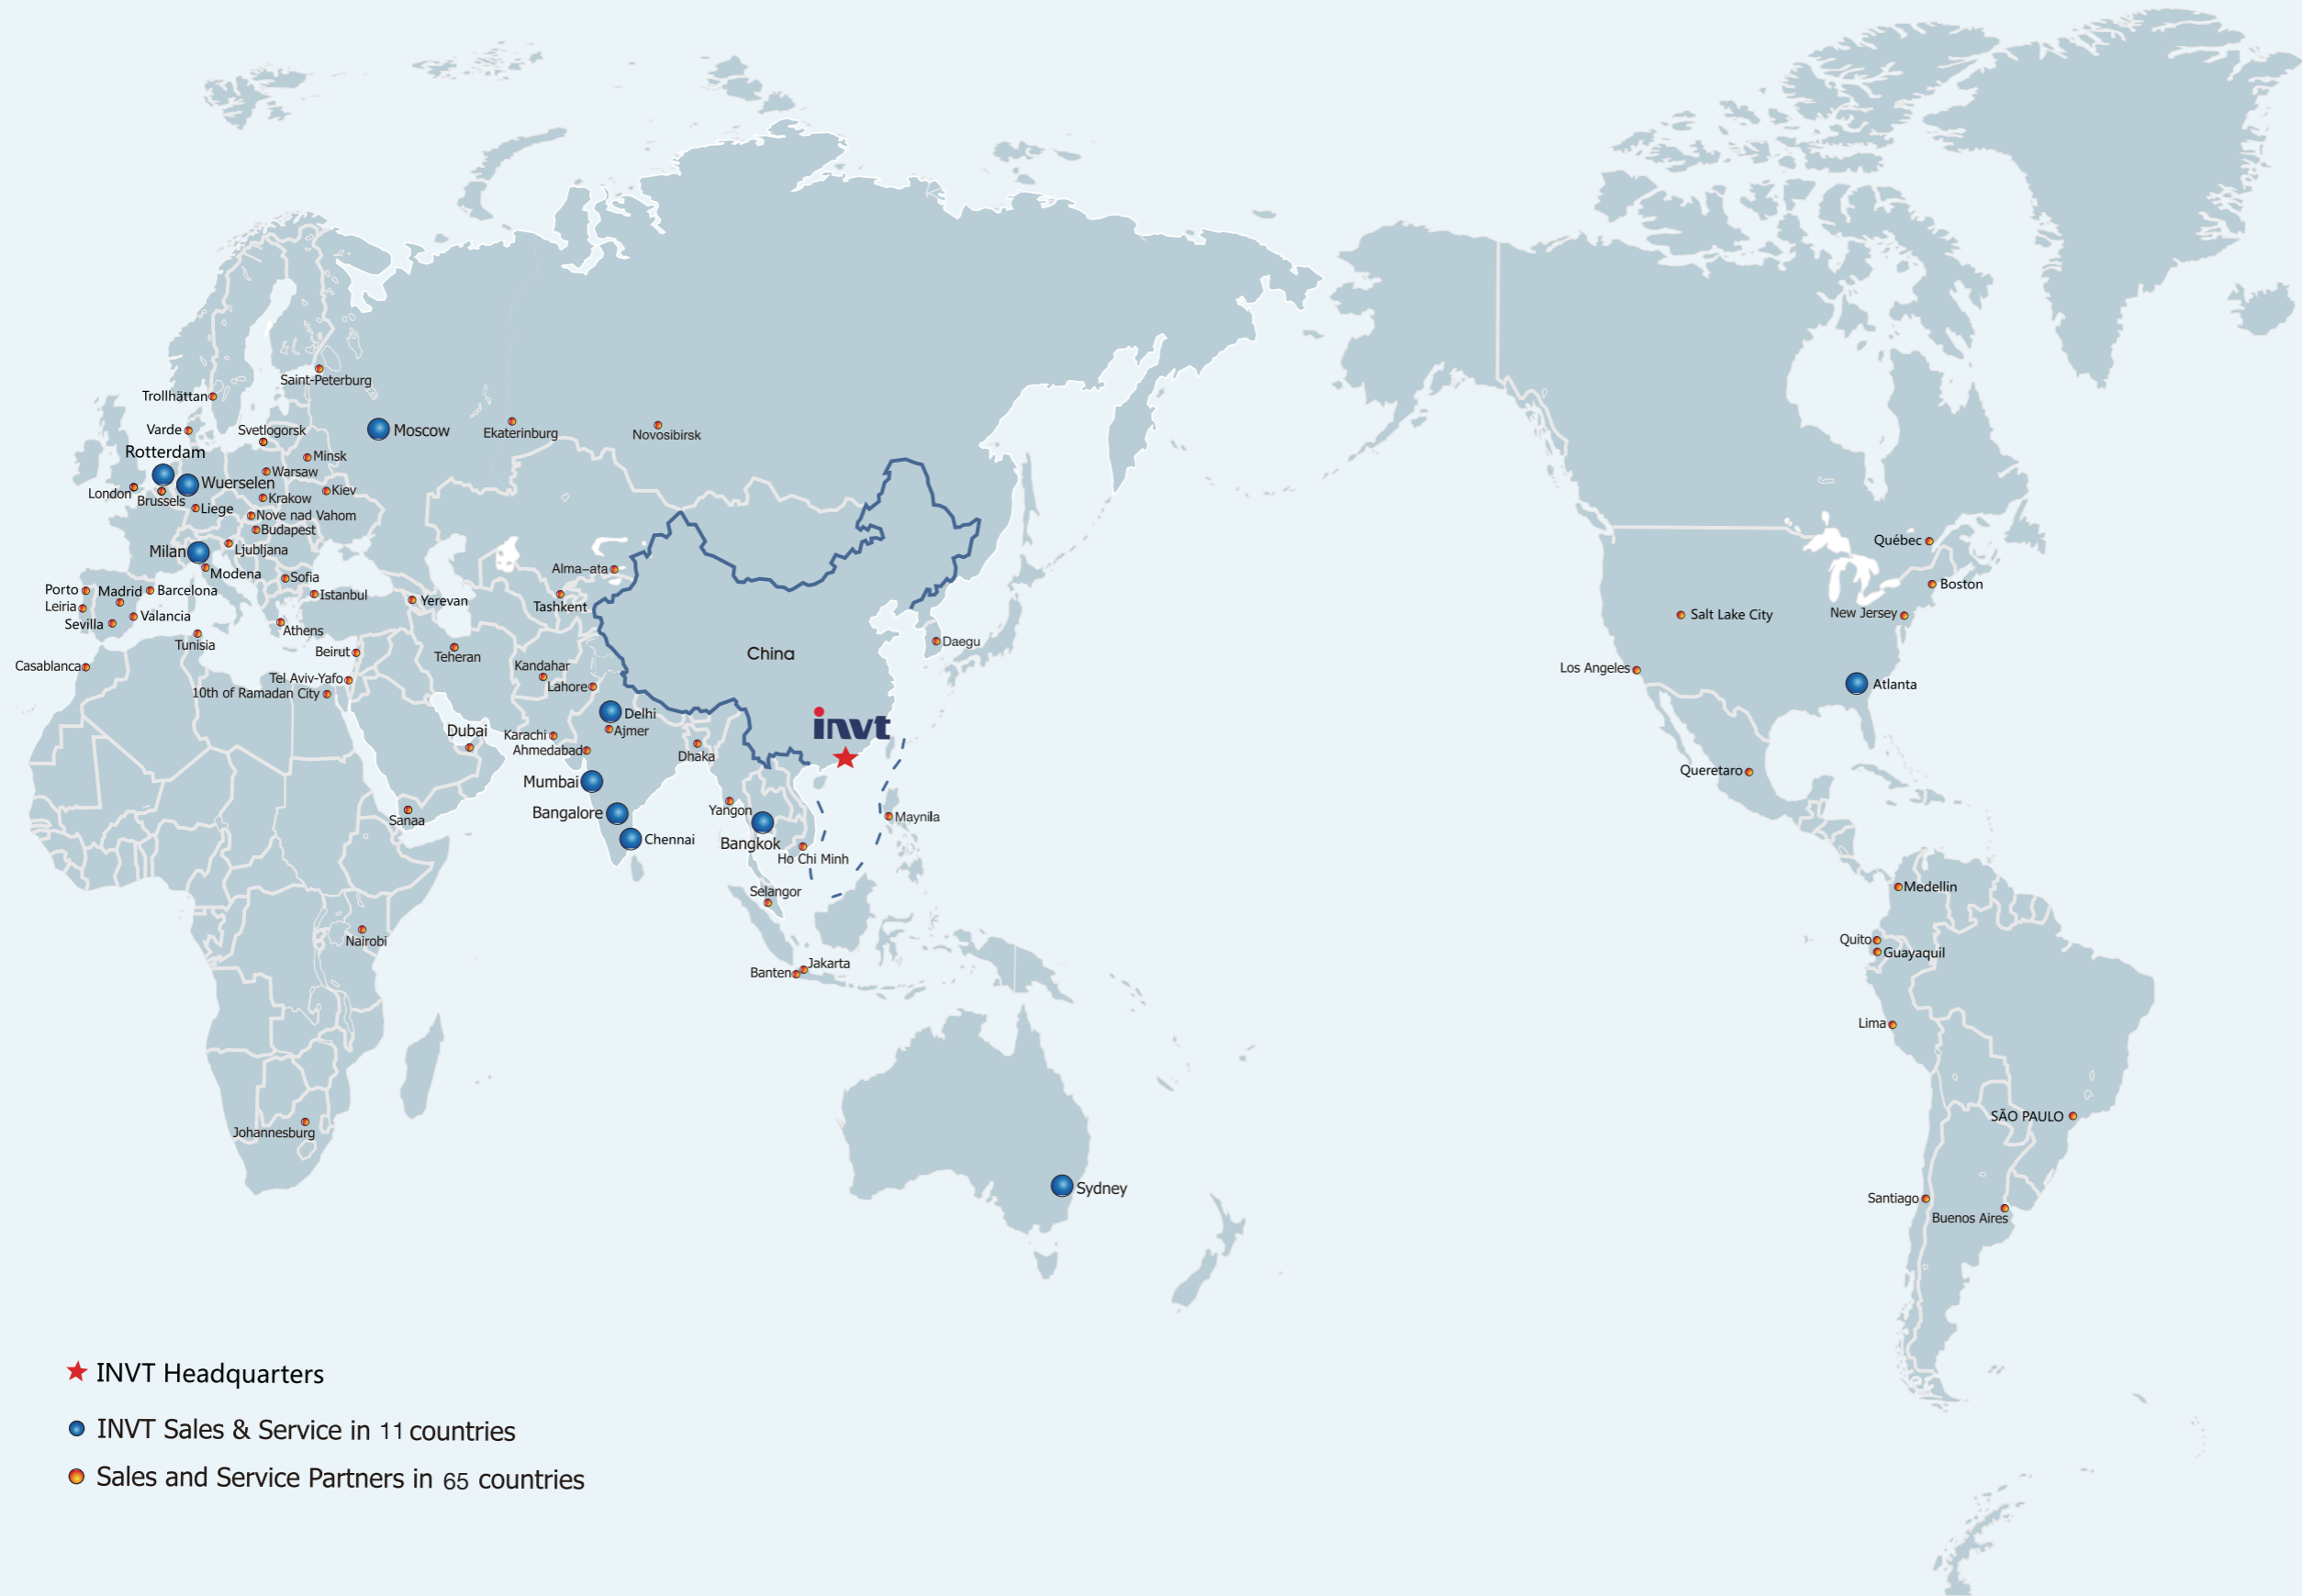 Saint-Peterburg
Trollhättan
Varde
Svetlogorsk
Moscow
Ekaterinburg
Novosibirsk
Rotterdam
Minsk
Warsaw
Wuerselen
London
Brussels
Krakow
Kiev
Liege
Nove nad Vahom
Budapest
Milan
Ljubljana
Modena
Sofia
Alma-ata
Porto
Madrid
Barcelona
Istanbul
Yerevan
Tashkent
Leiria
Sevilla
Valancia
Athens
Tunisia
Casablanca
Beirut
Teheran
Tel Aviv-Yafo
10th of Ramadan City
Kandahar
Lahore
China
Daegu
Delhi
invt
Dubai
Karachi
Ajmer
Ahmedabad
Dhaka
Mumbai
Sanaa
Bangalore
Yangon
Maynila
Chennai
Bangkok
Ho Chi Minh
Selangor
Nairobi
Jakarta
Banten
Johannesburg
Sydney
Québec
Boston
Salt Lake City
New Jersey
Los Angeles
Atlanta
Queretaro
Medellin
Quito
Guayaquil
Lima
SÃO PAULO
Santiago
Buenos Aires
INVT Headquarters
INVT Sales & Service in 11 countries
Sales and Service Partners in 65 countries